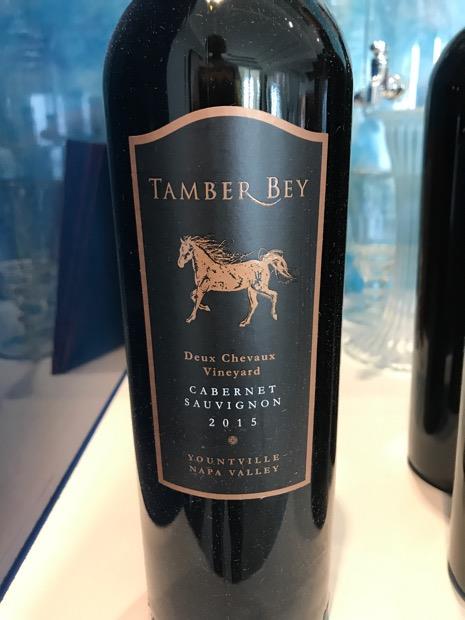 TAMBER BEY
Deux Chevaux
Vineyard
CABERNET
SAUVIGNON
2015
YOUNTVILLE
NAPA VALLEY